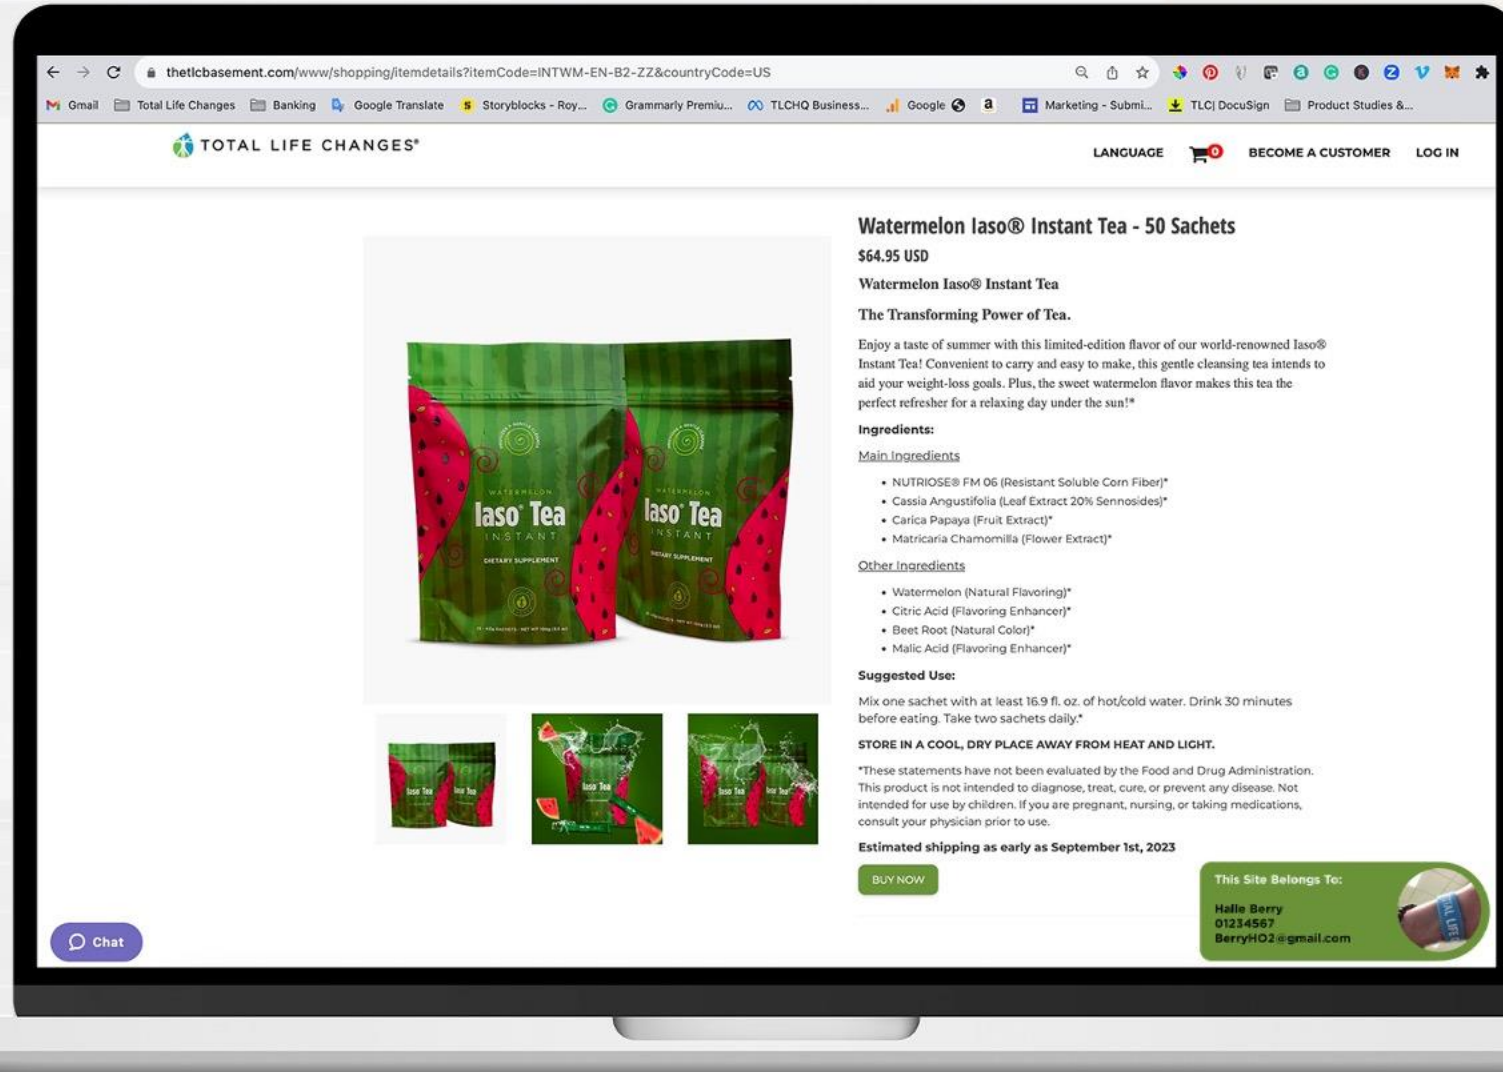 thetlcbasement.com/www/shopping/itemdetails?itemCode=INTWM-EN-B2-ZZ&countryCode=US
Gmail Total Life Changes Banking Google Translate Storyblocks - Roy... Grammarly Premiu... TLCHQ Business... Google a Marketing - Submi... TLC| DocuSign Product Studies &...
TOTAL LIFE CHANGES®
LANGUAGE 0 BECOME A CUSTOMER LOG IN
Watermelon Iaso® Instant Tea - 50 Sachets
$64.95 USD
Watermelon Iaso® Instant Tea
The Transforming Power of Tea.
Enjoy a taste of summer with this limited-edition flavor of our world-renowned Iaso®
Instant Tea! Convenient to carry and easy to make, this gentle cleansing tea intends to
aid your weight-loss goals. Plus, the sweet watermelon flavor makes this tea the
perfect refresher for a relaxing day under the sun!*
Ingredients:
Main Ingredients
• NUTRIOSE® FM 06 (Resistant Soluble Corn Fiber)*
• Cassia Angustifolia (Leaf Extract 20% Sennosides)*
• Carica Papaya (Fruit Extract)*
• Matricaria Chamomilla (Flower Extract)*
Other Ingredients
• Watermelon (Natural Flavoring)*
• Citric Acid (Flavoring Enhancer)*
• Beet Root (Natural Color)*
• Malic Acid (Flavoring Enhancer)*
Suggested Use:
Mix one sachet with at least 16.9 fl. oz. of hot/cold water. Drink 30 minutes
before eating. Take two sachets daily.*
STORE IN A COOL, DRY PLACE AWAY FROM HEAT AND LIGHT.
*These statements have not been evaluated by the Food and Drug Administration.
This product is not intended to diagnose, treat, cure, or prevent any disease. Not
intended for use by children. If you are pregnant, nursing, or taking medications,
consult your physician prior to use.
Estimated shipping as early as September 1st, 2023
BUY NOW
WATERMELON
Iaso® Tea
INSTANT
DIETARY SUPPLEMENT
WATERMELON
Iaso® Tea
INSTANT
DIETARY SUPPLEMENT
Iaso Tea
Iaso Tea
Iaso Tea
Iaso Tea
Iaso Tea
Chat
This Site Belongs To:
Halle Berry
01234567
BerryHO2@gmail.com